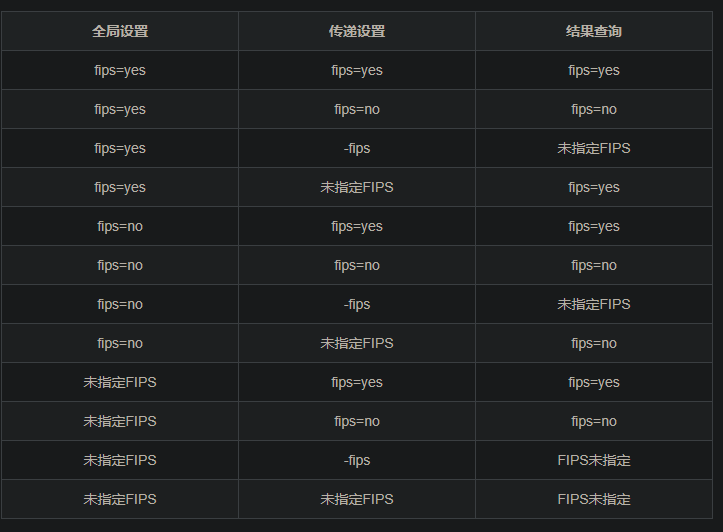 全局设置 传递设置 结果查询
fips=yes fips=yes fips=yes
fips=yes fips=no fips=no
fips=yes -fips 未指定FIPS
fips=yes 未指定FIPS fips=yes
fips=no fips=yes fips=yes
fips=no fips=no fips=no
fips=no -fips 未指定FIPS
fips=no 未指定FIPS fips=no
未指定FIPS fips=yes fips=yes
未指定FIPS fips=no fips=no
未指定FIPS -fips FIPS未指定
未指定FIPS 未指定FIPS FIPS未指定